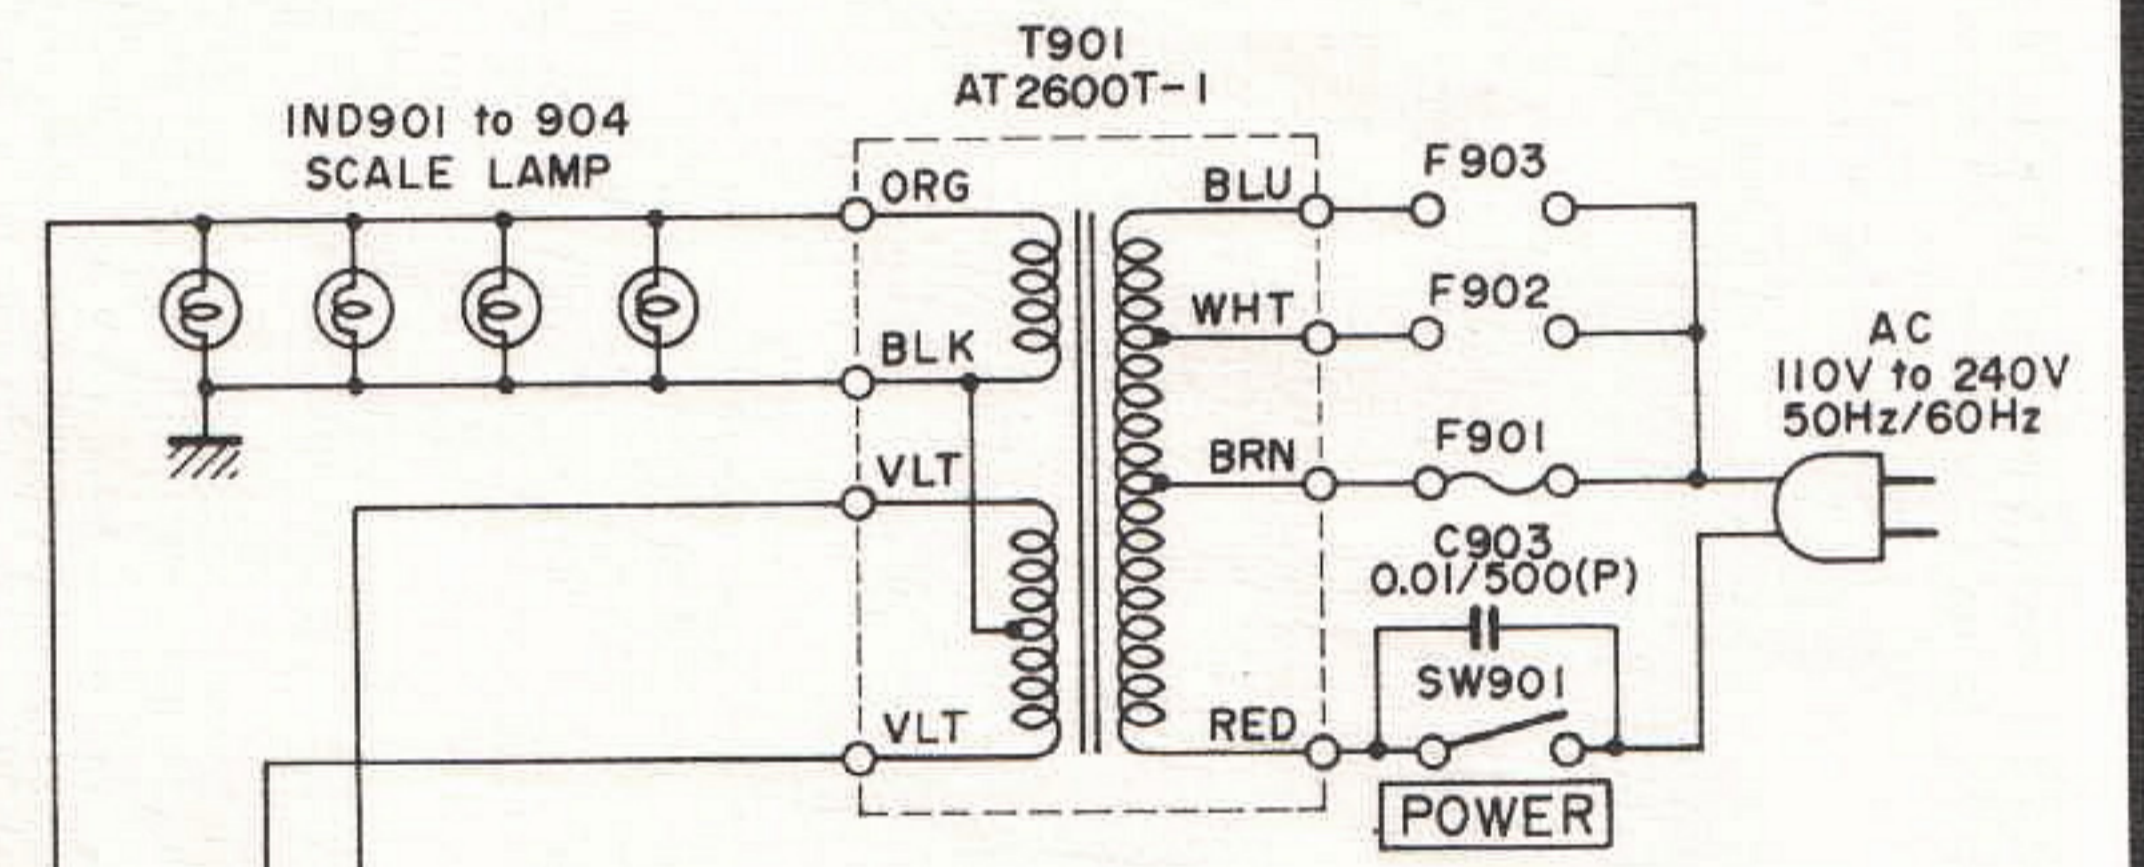 T901
AT2600T-1
IND901 to 904
SCALE LAMP
ORG
BLU
F903
WHT
F902
BLK
AC
110V to 240V
50Hz/60Hz
VLT
BRN
F901
C903
0.01/500(P)
SW901
VLT
RED
POWER